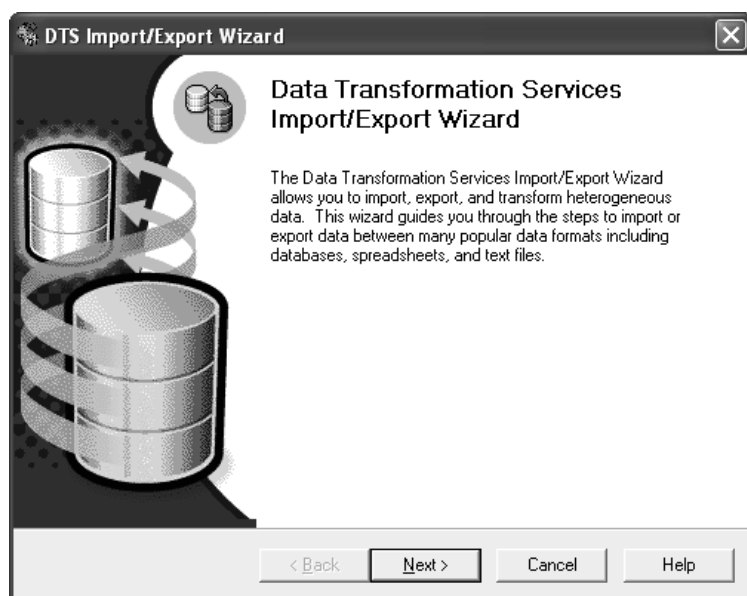 DTS Import/Export Wizard
Data Transformation Services
Import/Export Wizard
The Data Transformation Services Import/Export Wizard
allows you to import, export, and transform heterogeneous
data. This wizard guides you through the steps to import or
export data between many popular data formats including
databases, spreadsheets, and text files.
< Back
Next >
Cancel
Help